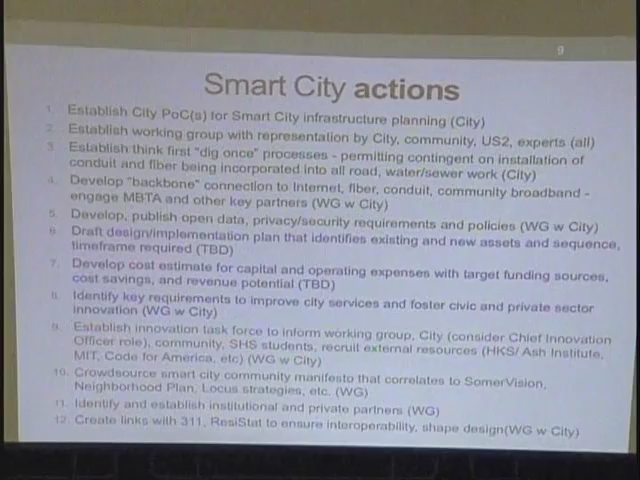 9
Smart City actions
1. Establish City PoC(s) for Smart City infrastructure planning (City)
2. Establish working group with representation by City, community, US2, experts (all)
3. Establish think first "dig once" processes - permitting contingent on installation of
conduit and fiber being incorporated into all road, water/sewer work (City)
4. Develop "backbone" connection to Internet, fiber, conduit, community broadband -
engage MBTA and other key partners (WG w City)
5. Develop, publish open data, privacy/security requirements and policies (WG w City)
6. Draft design/implementation plan that identifies existing and new assets and sequence,
timeframe required (TBD)
7. Develop cost estimate for capital and operating expenses with target funding sources,
cost savings, and revenue potential (TBD)
8. Identify key requirements to improve city services and foster civic and private sector
innovation (WG w City)
9. Establish innovation task force to inform working group, City (consider Chief Innovation
Officer role), community, SHS students, recruit external resources (HKS/ Ash Institute,
MIT, Code for America, etc) (WG w City)
10. Crowdsource smart city community manifesto that correlates to SomerVision,
Neighborhood Plan, Locus strategies, etc. (WG)
11. Identify and establish institutional and private partners (WG)
12. Create links with 311, ResiStat to ensure interoperability, shape design(WG w City)